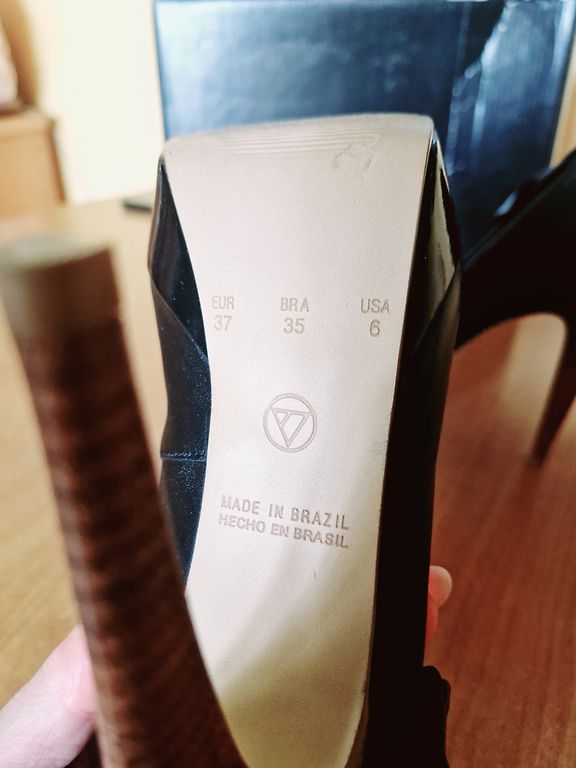 EUR BRA USA
37 35 6
MADE IN BRAZIL
HECHO EN BRASIL